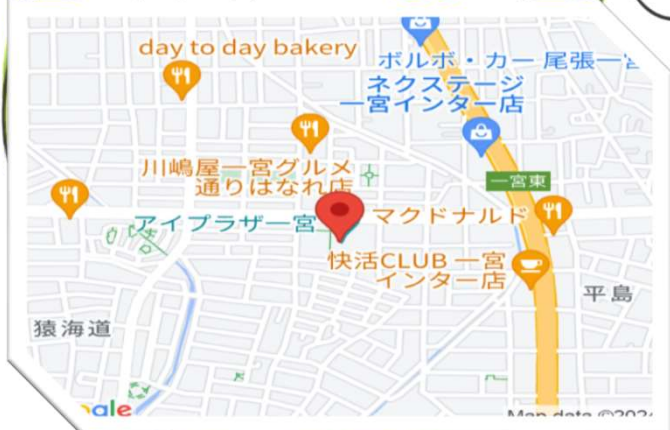 day to day bakery
ボルボ・カー 尾張一宮
ネクステージ
一宮インター店
川嶋屋一宮グルメ
通りはなれ店
一宮東
アイプラザ一宮
マクドナルド
快活CLUB 一宮
インター店
平島
猿海道
Map data ©202